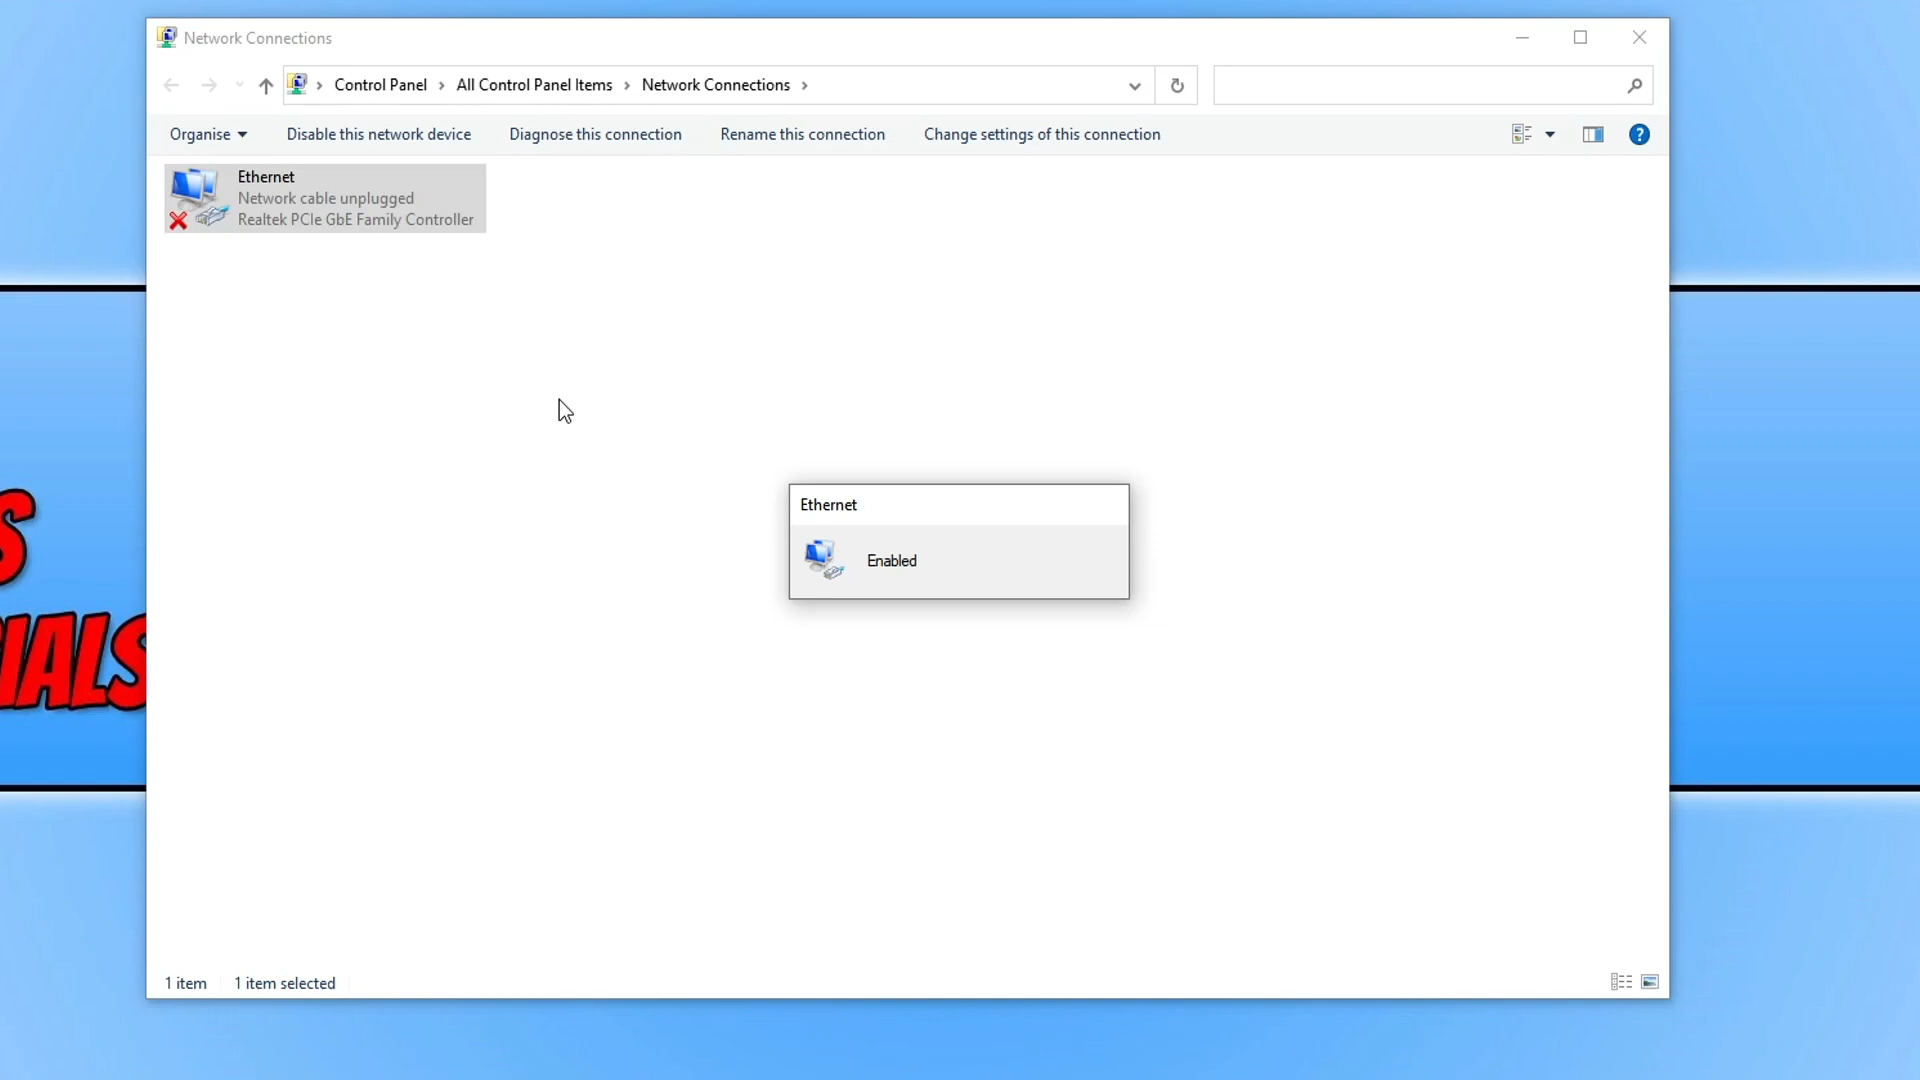 Network Connections
Control Panel > All Control Panel Items > Network Connections >
Organise Disable this network device Diagnose this connection Rename this connection Change settings of this connection
Ethernet
Network cable unplugged
Realtek PCIe GbE Family Controller
Ethernet
Enabled
S
IALS
1 item 1 item selected